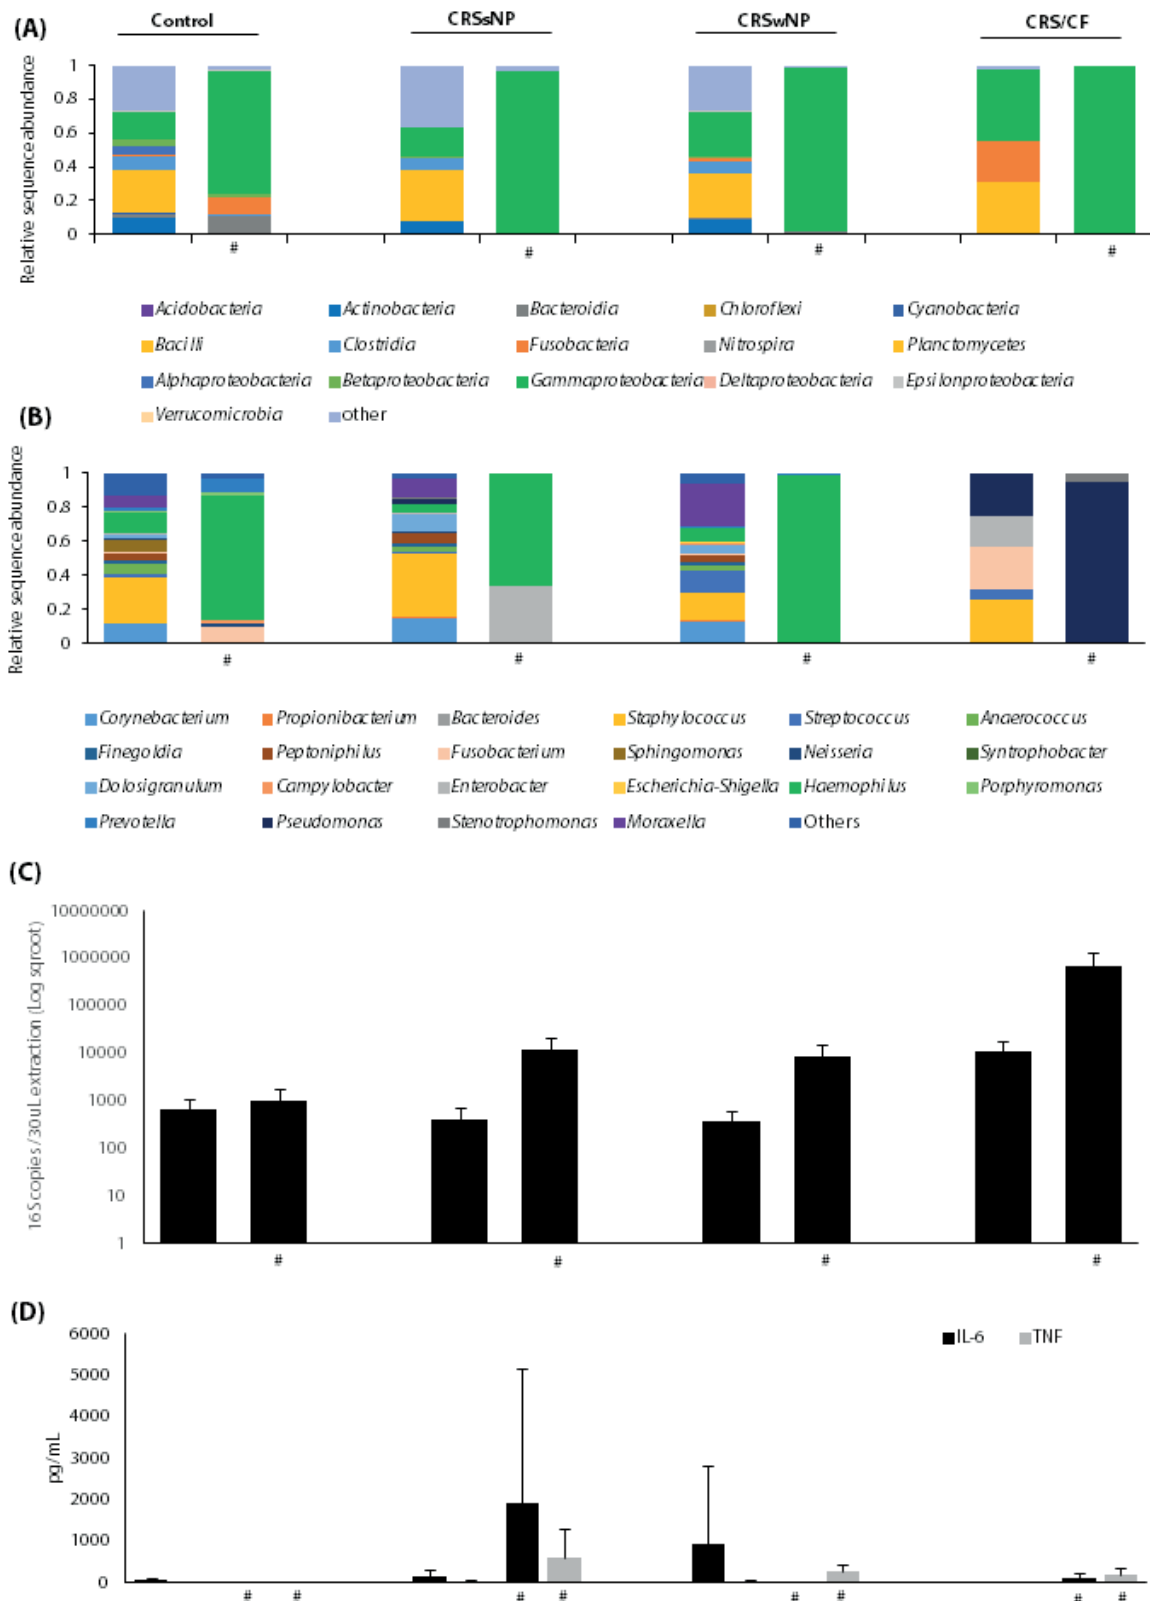 (A)
Control CRSsNP CRSwNP CRS/CF
Relative sequence abundance
1
0.8
0.6
0.4
0.2
0
# # # #
Acidobacteria Actinobacteria Bacteroidia Chloroflexi Cyanobacteria
Bacilli Clostridia Fusobacteria Nitrospira Planctomycetes
Alphaproteobacteria Betaproteobacteria Gammaproteobacteria Deltaproteobacteria Epsilonproteobacteria
Verrucomicrobia other
(B)
Relative sequence abundance
1
0.8
0.6
0.4
0.2
0
# # # #
Corynebacterium Propionibacterium Bacteroides Staphylococcus Streptococcus Anaerococcus
Finegoldia Peptoniphilus Fusobacterium Sphingomonas Neisseria Syntrophobacter
Dolosigranulum Campylobacter Enterobacter Escherichia-Shigella Haemophilus Porphyromonas
Prevotella Pseudomonas Stenotrophomonas Moraxella Others
(C)
16S copies/30uL extraction (Log sqroot)
10000000
1000000
100000
10000
1000
100
10
1
# # # #
(D)
pg/mL
6000
5000
4000
3000
2000
1000
0
IL-6 TNF
# # # # # # # #